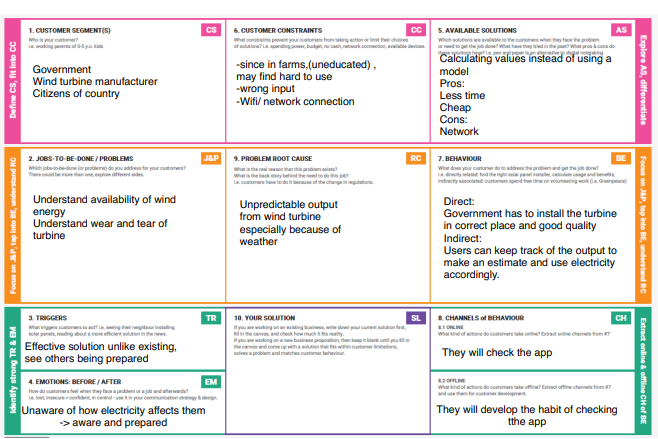 Define CS, fit into CC
1. CUSTOMER SEGMENT(S)
CS
Who is your customer?
i.e. working parents of 0-5 y.o. kids
Government
Wind turbine manufacturer
Citizens of country
6. CUSTOMER CONSTRAINTS
CC
What constraints prevent your customers from taking action or limit their choices
of solutions? i.e. spending power, budget, no cash, network connection, available devices.
-since in farms,(uneducated) ,
may find hard to use
-wrong input
-Wifi/ network connection
5. AVAILABLE SOLUTIONS
AS
Which solutions are available to the customers when they face the problem
or need to get the job done? What have they tried in the past? What pros & cons do
these solutions have? i.e. pen and paper is an alternative to digital notetaking
Calculating values instead of using a
model
Pros:
Less time
Cheap
Cons:
Network
Explore AS, differentiate
Focus on J&P, tap into BE, understand RC
2. JOBS-TO-BE-DONE / PROBLEMS
J&P
Which jobs-to-be-done (or problems) do you address for your customers?
There could be more than one; explore different sides.
Understand availability of wind
energy
Understand wear and tear of
turbine
9. PROBLEM ROOT CAUSE
RC
What is the real reason that this problem exists?
What is the back story behind the need to do this job?
i.e. customers have to do it because of the change in regulations.
Unpredictable output
from wind turbine
especially because of
weather
7. BEHAVIOUR
BE
What does your customer do to address the problem and get the job done?
i.e. directly related: find the right solar panel installer, calculate usage and benefits;
indirectly associated: customers spend free time on volunteering work (i.e. Greenpeace)
Direct:
Government has to install the turbine
in correct place and good quality
Indirect:
Users can keep track of the output to
make an estimate and use electricity
accordingly.
Focus on J&P, tap into BE, understand RC
Identify strong TR & EM
3. TRIGGERS
TR
What triggers customers to act? i.e. seeing their neighbour installing
solar panels, reading about a more efficient solution in the news.
Effective solution unlike existing,
see others being prepared
4. EMOTIONS: BEFORE / AFTER
EM
How do customers feel when they face a problem or a job and afterwards?
i.e. lost, insecure > confident, in control - use it in your communication strategy & design.
Unaware of how electricity affects them
-> aware and prepared
10. YOUR SOLUTION
SL
If you are working on an existing business, write down your current solution first,
fill in the canvas, and check how much it fits reality.
If you are working on a new business proposition, then keep it blank until you fill in
the canvas and come up with a solution that fits within customer limitations,
solves a problem and matches customer behaviour.
8. CHANNELS of BEHAVIOUR
CH
8.1 ONLINE
What kind of actions do customers take online? Extract online channels from #7
They will check the app
8.2 OFFLINE
What kind of actions do customers take offline? Extract offline channels from #7
and use them for customer development.
They will develop the habit of checking
tthe app
Extract online & offline CH of BE